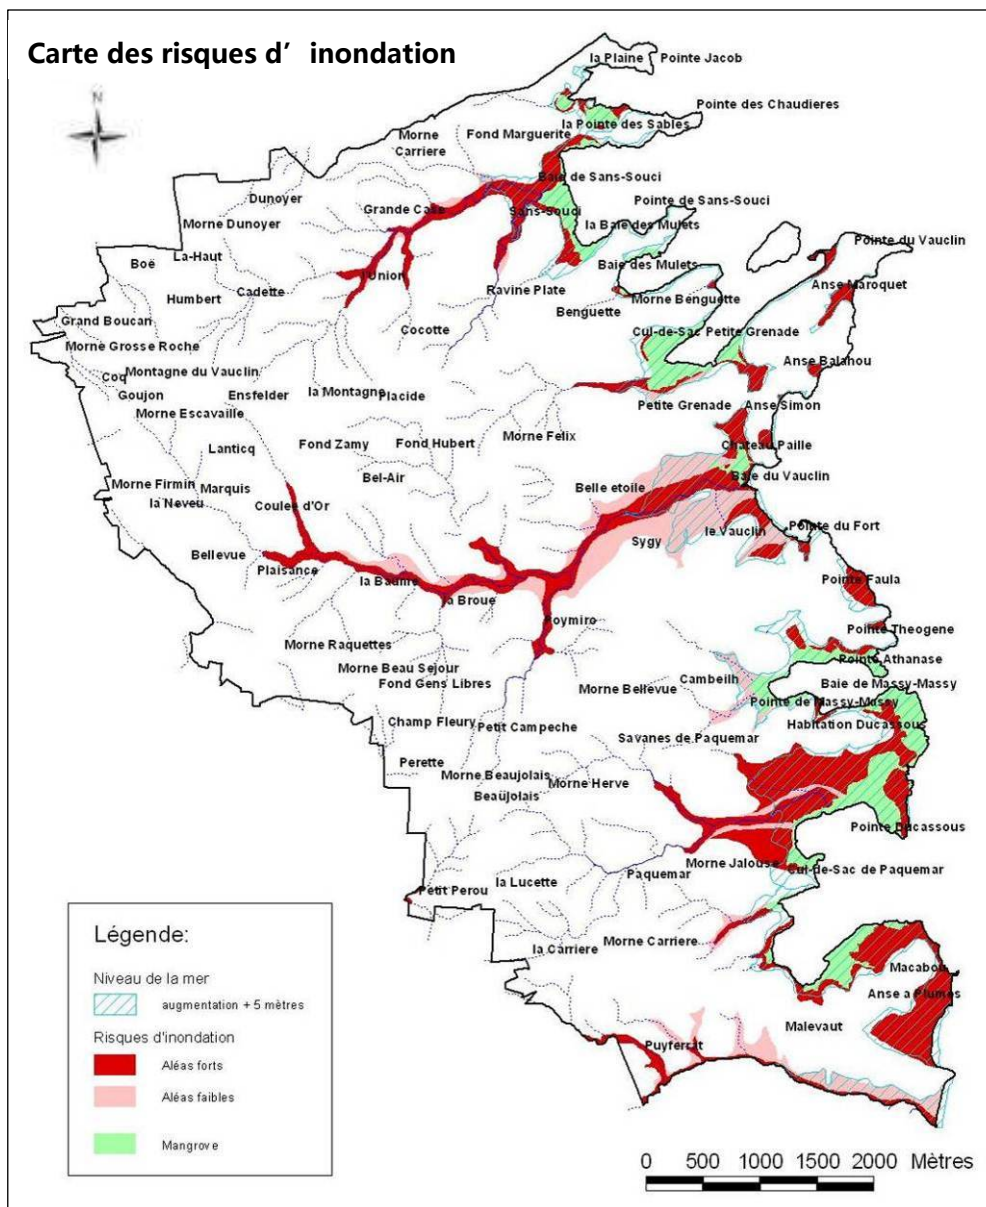 Carte des risques d’ inondation
la Plaine
Pointe Jacob
N
Pointe des Chaudieres
la Pointe des Sables
Morne
Carriere
Fond Marguerite
Baie de Sans-Souci
Dunoyer
Pointe de Sans-Souci
Grande Case
Sans-Souci
Morne Dunoyer
la Baie des Mulets
Pointe du Vauclin
La-Haut
Boë
Baie des Mulets
l'Union
Anse Maroquet
Cadette
Ravine Plate
Humbert
Morne Benguette
Benguette
Grand Boucan
Cocotte
Cul-de-Sac Petite Grenade
Morne Grosse Roche
Anse Balahou
Montagne du Vauclin
Coq
Goujon
Ensfelder
la Montagne
Placide
Petite Grenade
Anse Simon
Morne Escavaille
Morne Felix
Fond Zamy
Fond Hubert
Chateau Paille
Lanticq
Bel-Air
Baie du Vauclin
Morne Firmin
Marquis
Belle etoile
la Neveu
Coulee d'Or
Pointe du Fort
le Vauclin
Sygy
Bellevue
Plaisance
la Baume
Pointe Faula
la Broue
Poymiro
Pointe Theogene
Morne Raquettes
Pointe Athanase
Morne Beau Sejour
Cambeilh
Fond Gens Libres
Morne Bellevue
Baie de Massy-Massy
Pointe de Massy-Massy
Champ Fleury
Petit Campeche
Habitation Ducassous
Savanes de Paquemar
Perette
Morne Beaujolais
Morne Herve
Beaujolais
Pointe Ducassous
Morne Jalouse
Cul-de-Sac de Paquemar
Paquemar
la Lucette
Petit Perou
Morne Carriere
la Carriere
Macabou
Anse a Plumes
Malevaut
Puyferrat
Légende:
Niveau de la mer
augmentation + 5 mètres
Risques d'inondation
Aléas forts
Aléas faibles
Mangrove
0 500 1000 1500 2000 Mètres